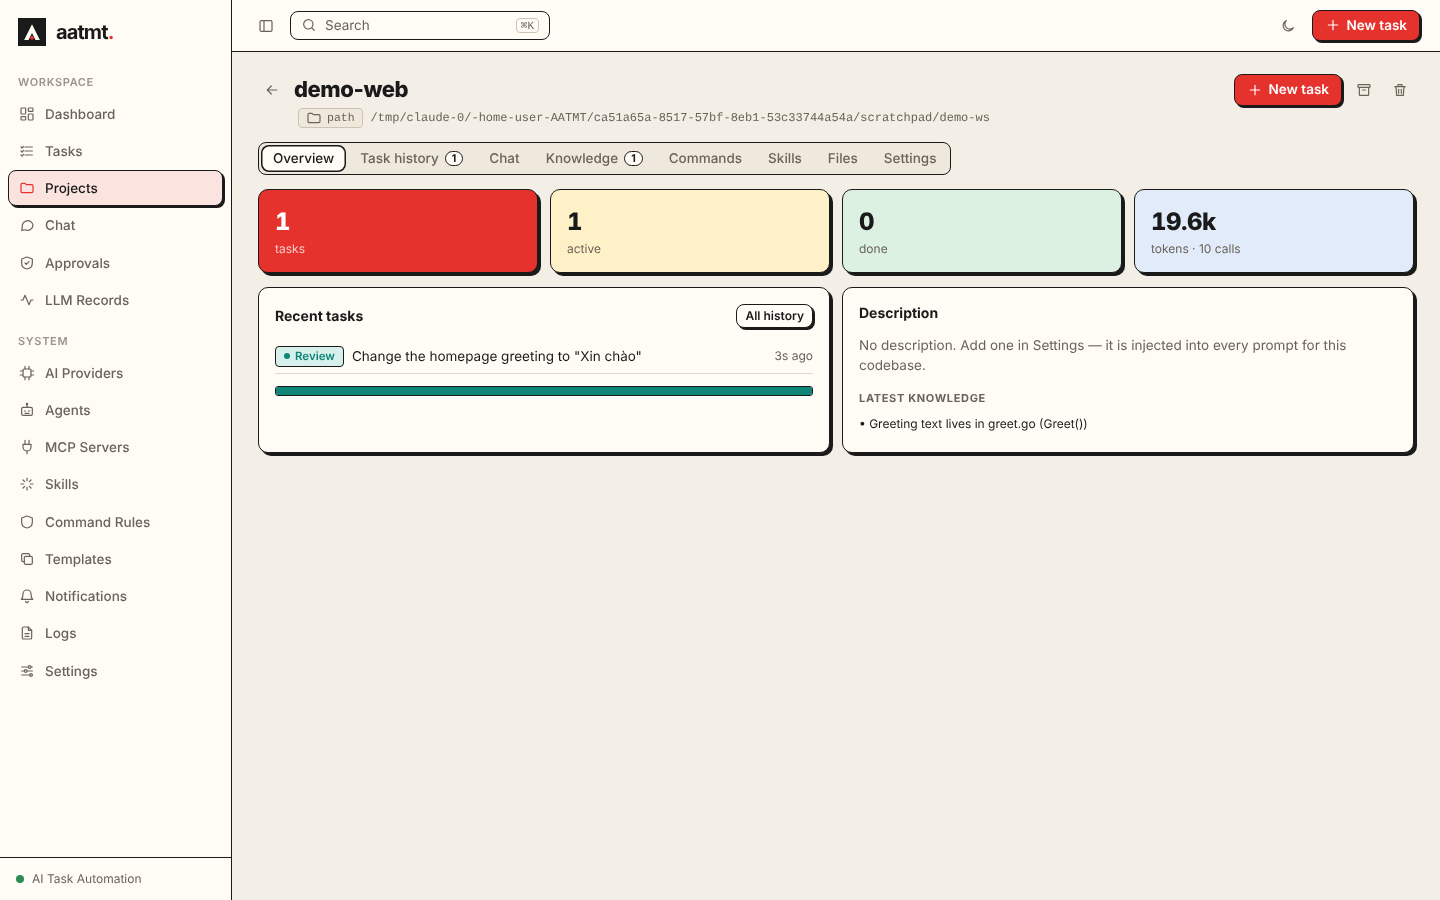 aatmt.
Search
⌘K
New task
WORKSPACE
Dashboard
Tasks
Projects
Chat
Approvals
LLM Records
SYSTEM
AI Providers
Agents
MCP Servers
Skills
Command Rules
Templates
Notifications
Logs
Settings
AI Task Automation
demo-web
New task
path /tmp/claude-0/-home-user-AATMT/ca51a65a-8517-57bf-8eb1-53c33744a54a/scratchpad/demo-ws
Overview Task history 1 Chat Knowledge 1 Commands Skills Files Settings
1
tasks
1
active
0
done
19.6k
tokens · 10 calls
Recent tasks
All history
Review Change the homepage greeting to "Xin chào" 3s ago
Description
No description. Add one in Settings — it is injected into every prompt for this
codebase.
LATEST KNOWLEDGE
• Greeting text lives in greet.go (Greet())